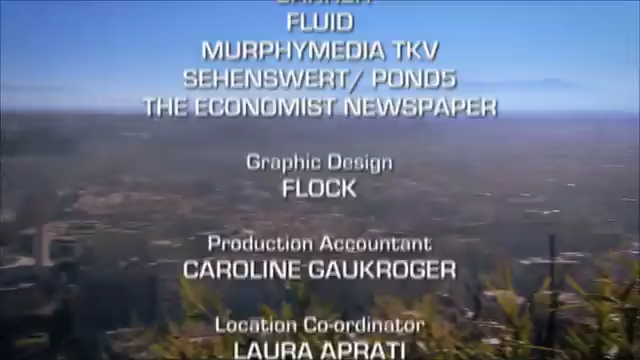 FLUID
MURPHYMEDIA TKV
SEHENSWERT/ POND5
THE ECONOMIST NEWSPAPER
Graphic Design
FLOCK
Production Accountant
CAROLINE GAUKROGER
Location Co-ordinator
LAURA APRATI